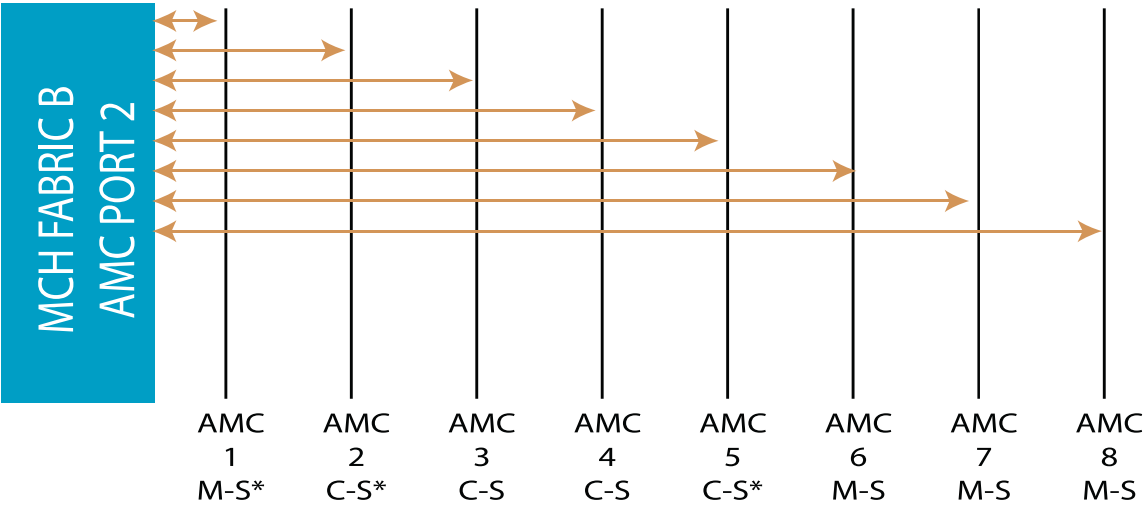 MCH FABRIC B
AMC PORT 2
AMC AMC AMC AMC AMC AMC AMC AMC
1 2 3 4 5 6 7 8
M-S* C-S* C-S C-S C-S* M-S M-S M-S